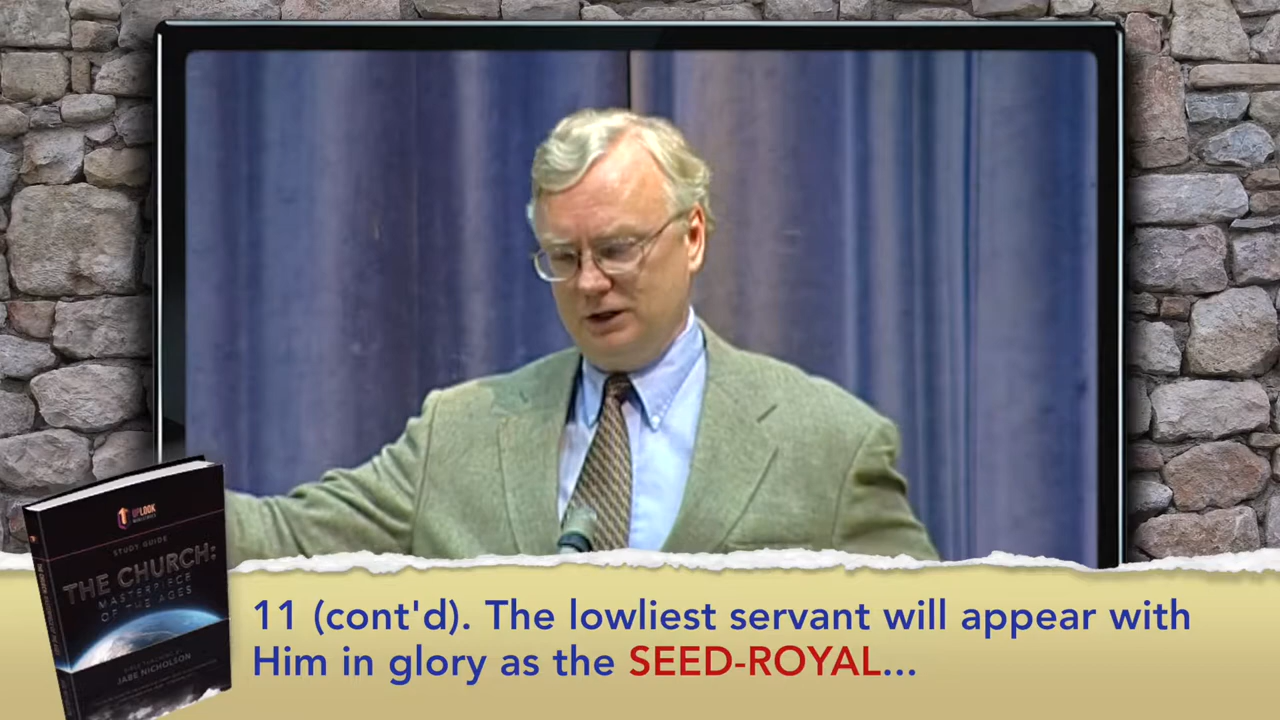 UPLOOK
MINISTRIES
STUDY GUIDE
THE CHURCH:
MASTERPIECE
OF THE AGES
JABE NICHOLSON
11 (cont'd). The lowliest servant will appear with
Him in glory as the SEED-ROYAL...